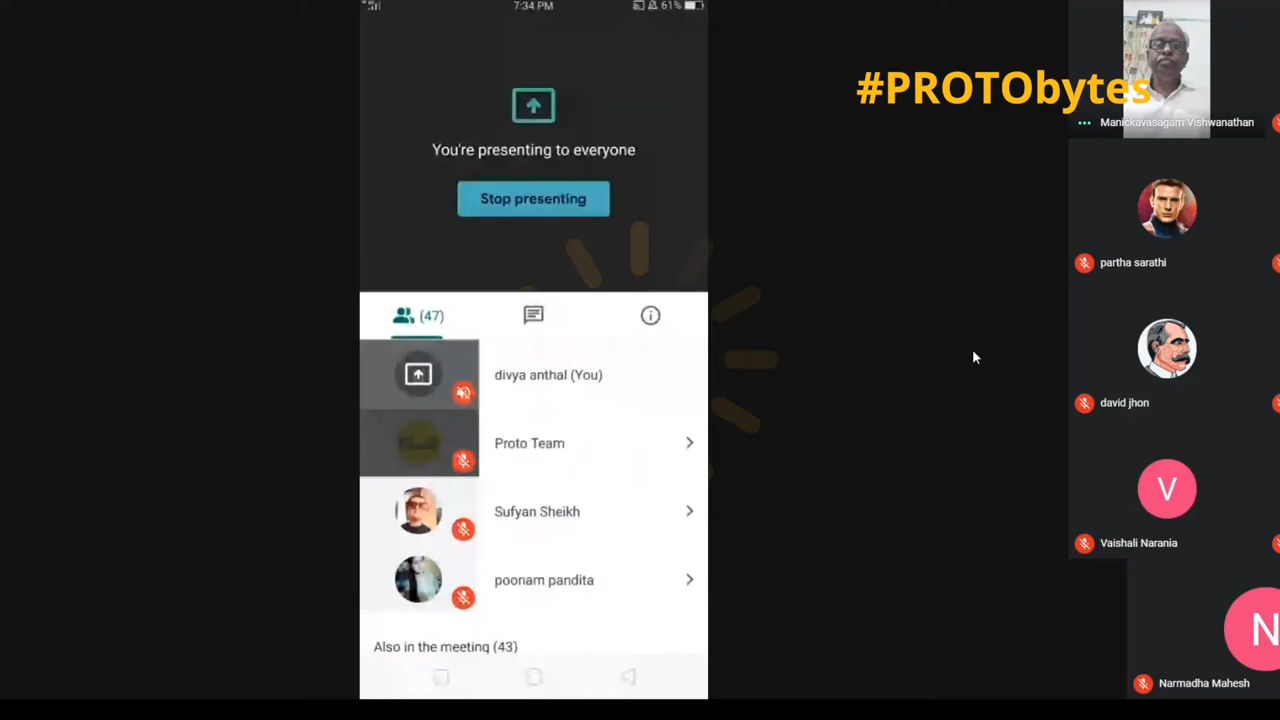 7:34 PM
61%
#PROTObytes
You're presenting to everyone
Stop presenting
(47)
divya anthal (You)
Proto Team
Sufyan Sheikh
poonam pandita
Also in the meeting (43)
Manickavasagam Vishwanathan
partha sarathi
david jhon
V
Vaishali Narania
N
Narmadha Mahesh